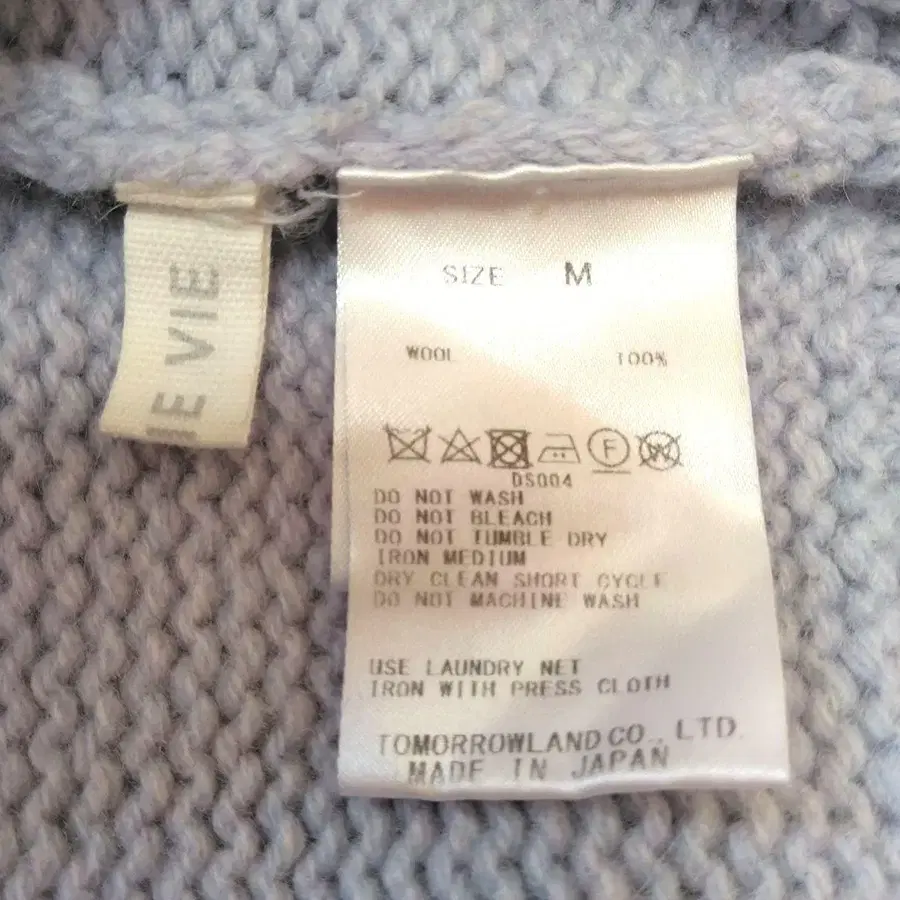 IE VIE
SIZE M
WOOL 100%
F W
DS004
DO NOT WASH
DO NOT BLEACH
DO NOT TUMBLE DRY
IRON MEDIUM
DRY CLEAN SHORT CYCLE
DO NOT MACHINE WASH
USE LAUNDRY NET
IRON WITH PRESS CLOTH
TOMORROWLAND CO., LTD.
MADE IN JAPAN